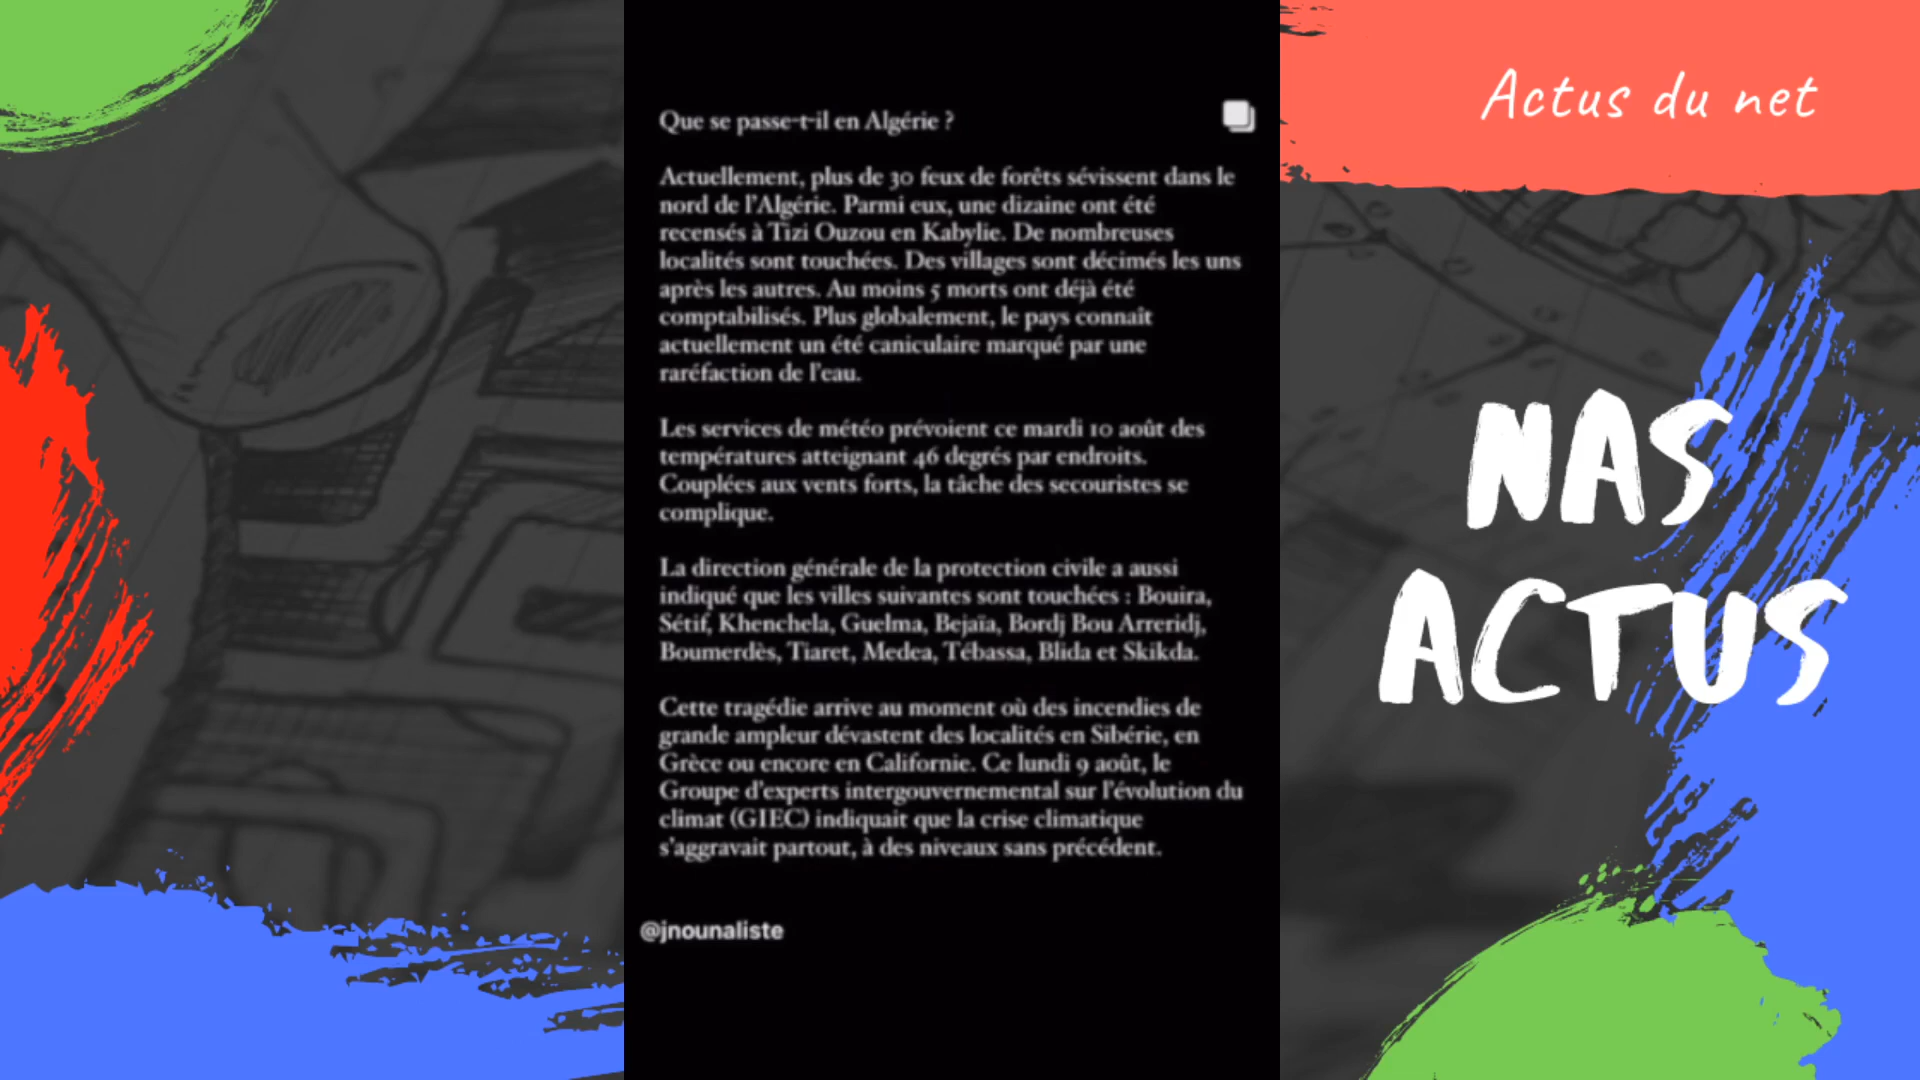 Que se passe-t-il en Algérie ?
Actuellement, plus de 30 feux de forêts sévissent dans le
nord de l'Algérie. Parmi eux, une dizaine ont été
recensés à Tizi Ouzou en Kabylie. De nombreuses
localités sont touchées. Des villages sont décimés les uns
après les autres. Au moins 5 morts ont déjà été
comptabilisés. Plus globalement, le pays connaît
actuellement un été caniculaire marqué par une
raréfaction de l'eau.
Les services de météo prévoient ce mardi 10 août des
températures atteignant 46 degrés par endroits.
Couplées aux vents forts, la tâche des secouristes se
complique.
La direction générale de la protection civile a aussi
indiqué que les villes suivantes sont touchées : Bouira,
Sétif, Khenchela, Guelma, Bejaïa, Bordj Bou Arreridj,
Boumerdès, Tiaret, Medea, Tébassa, Blida et Skikda.
Cette tragédie arrive au moment où des incendies de
grande ampleur dévastent des localités en Sibérie, en
Grèce ou encore en Californie. Ce lundi 9 août, le
Groupe d'experts intergouvernemental sur l'évolution du
climat (GIEC) indiquait que la crise climatique
s'aggravait partout, à des niveaux sans précédent.
@jnounaliste
Actus du net
NAS
ACTUS